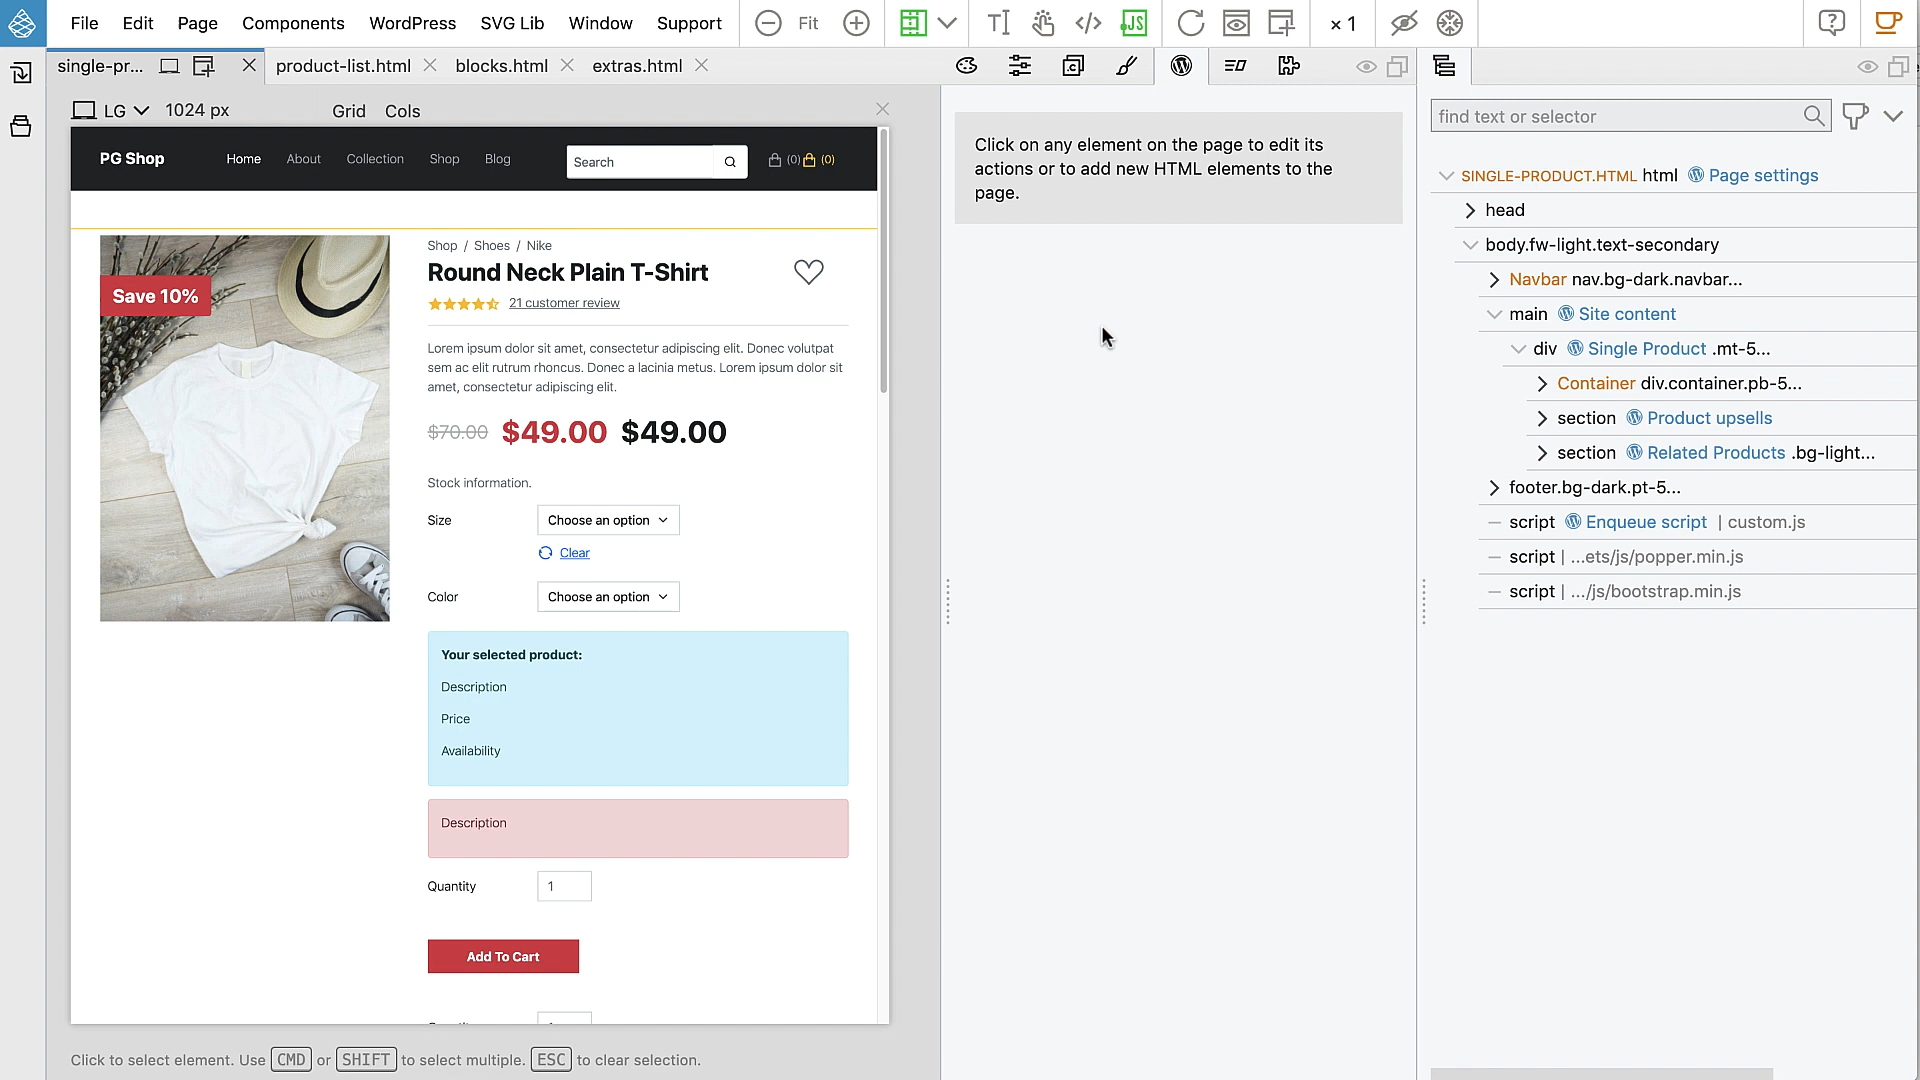 File Edit Page Components WordPress SVG Lib Window Support Fit JS × 1
single-pr... product-list.html blocks.html extras.html
LG 1024 px Grid Cols
PG Shop Home About Collection Shop Blog Search (0) (0)
Save 10%
Shop / Shoes / Nike
Round Neck Plain T-Shirt
21 customer review
Lorem ipsum dolor sit amet, consectetur adipiscing elit. Donec volutpat
sem ac elit rutrum rhoncus. Donec a lacinia metus. Lorem ipsum dolor sit
amet, consectetur adipiscing elit.
$70.00 $49.00 $49.00
Stock information.
Size Choose an option
Clear
Color Choose an option
Your selected product:
Description
Price
Availability
Description
Quantity 1
Add To Cart
Click to select element. Use CMD or SHIFT to select multiple. ESC to clear selection.
Click on any element on the page to edit its
actions or to add new HTML elements to the
page.
find text or selector
SINGLE-PRODUCT.HTML html Page settings
head
body.fw-light.text-secondary
Navbar nav.bg-dark.navbar...
main Site content
div Single Product .mt-5...
Container div.container.pb-5...
section Product upsells
section Related Products .bg-light...
footer.bg-dark.pt-5...
script Enqueue script | custom.js
script | ...ets/js/popper.min.js
script | .../js/bootstrap.min.js